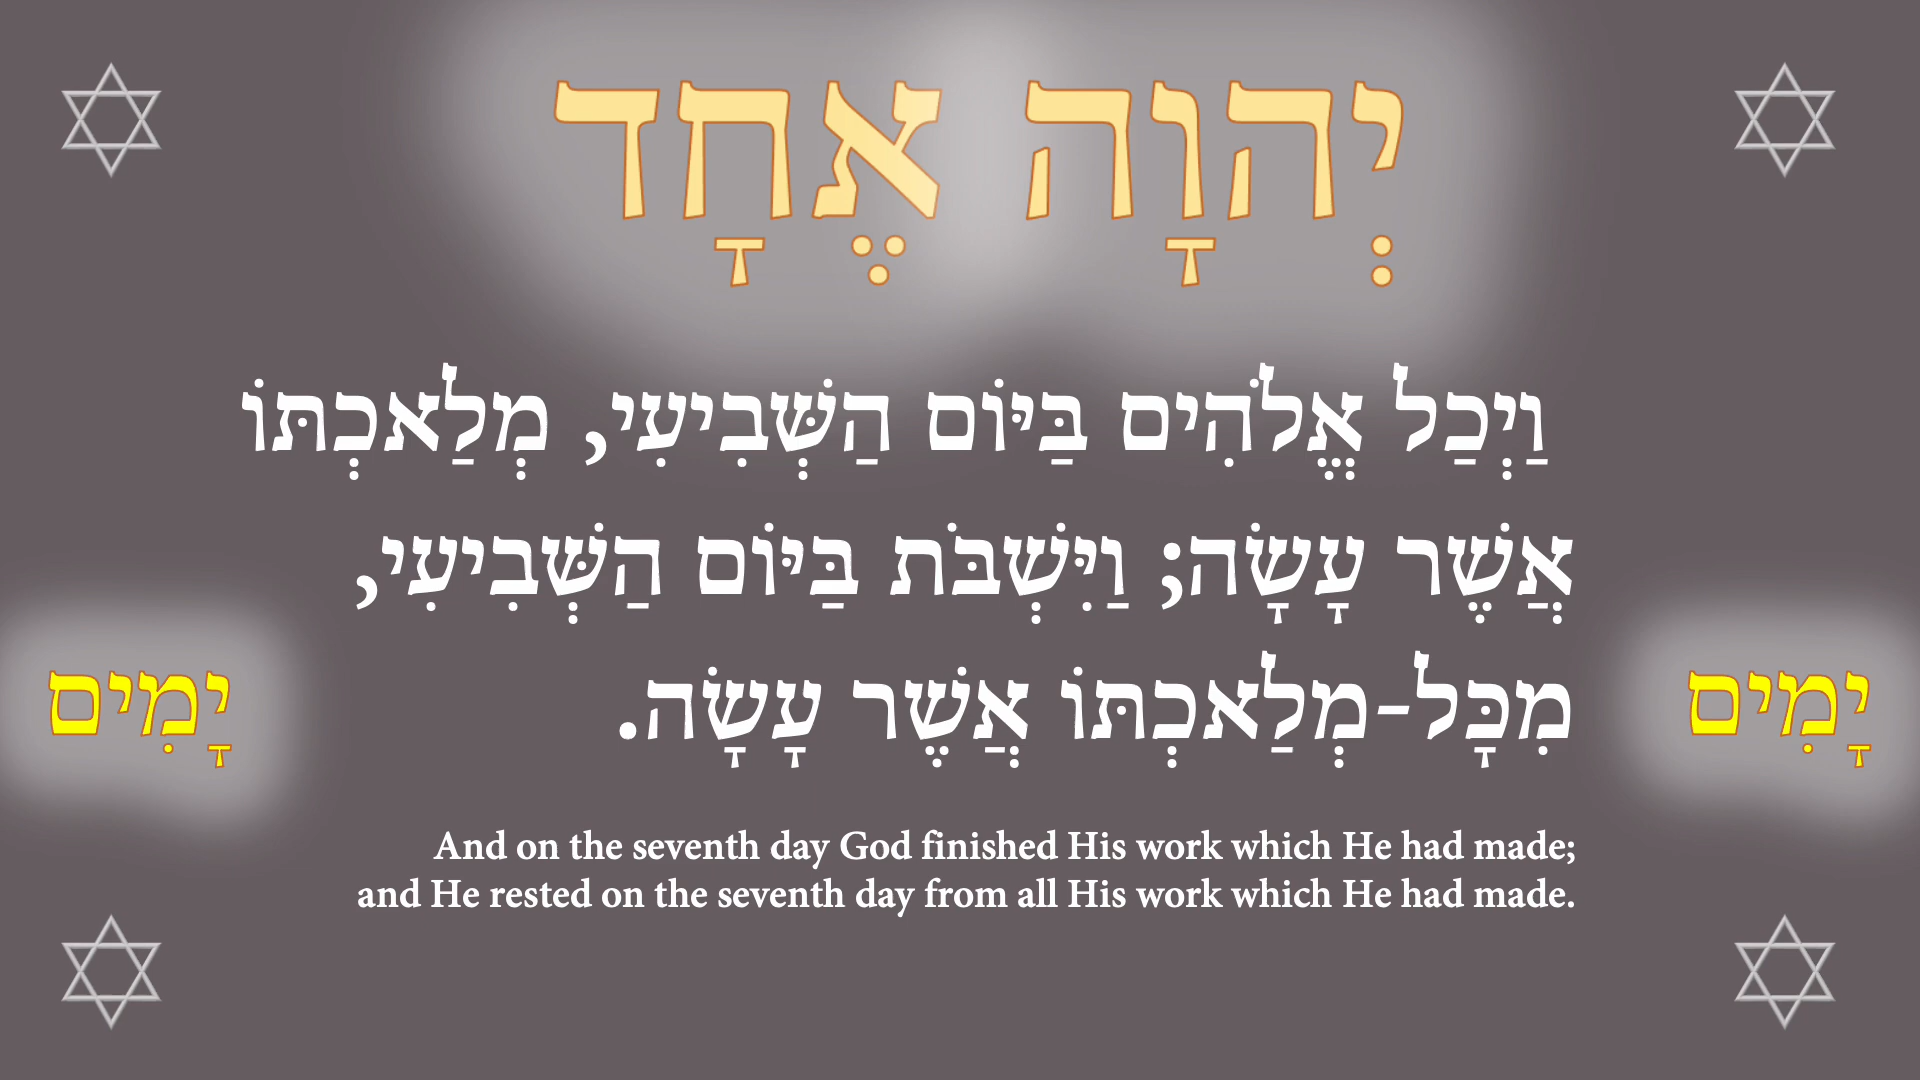 יְהוָה אֶחָד
וַיְכַל אֱלֹהִים בַּיּוֹם הַשְּׁבִיעִי, מְלַאכְתּוֹ
אֲשֶׁר עָשָׂה; וַיִּשְׁבֹּת בַּיּוֹם הַשְּׁבִיעִי,
מִכָּל-מְלַאכְתּוֹ אֲשֶׁר עָשָׂה.
יָמִים
יָמִים
And on the seventh day God finished His work which He had made;
and He rested on the seventh day from all His work which He had made.